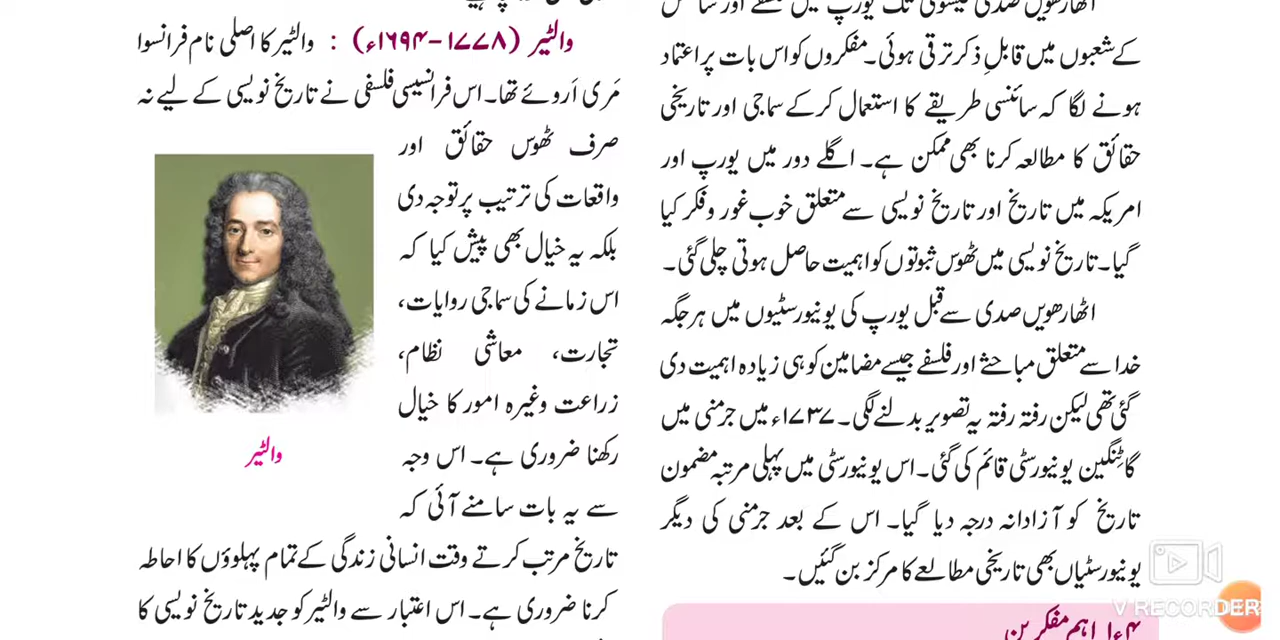 اٹھارھویں صدی عیسوی تک یورپ میں فلسفے اور سائنس
کے شعبوں میں قابلِ ذکر ترقی ہوئی۔ مفکروں کو اس بات پر اعتماد
ہونے لگا کہ سائنسی طریقے کا استعمال کرکے سماجی اور تاریخی
حقائق کا مطالعہ کرنا بھی ممکن ہے۔ اگلے دور میں یورپ اور
امریکہ میں تاریخ اور تاریخ نویسی سے متعلق خوب غور و فکر کیا
گیا۔ تاریخ نویسی میں ٹھوس ثبوتوں کو اہمیت حاصل ہوتی چلی گئی۔
اٹھارھویں صدی سے قبل یورپ کی یونیورسٹیوں میں ہر جگہ
خدا سے متعلق مباحثے اور فلسفے جیسے مضامین کو ہی زیادہ اہمیت دی
گئی تھی لیکن رفتہ رفتہ یہ تصویر بدلنے لگی۔ ۱۷۳۷ء میں جرمنی میں
گاٹِنگین یونیورسٹی قائم کی گئی۔ اس یونیورسٹی میں پہلی مرتبہ مضمون
تاریخ کو آزادانہ درجہ دیا گیا۔ اس کے بعد جرمنی کی دیگر
یونیورسٹیاں بھی تاریخی مطالعے کا مرکز بن گئیں۔
۱ء۴ اہم مفکرین
والٹیر (۱۷۷۸-۱۶۹۴ء) : والٹیر کا اصلی نام فرانسوا
مَری اَروئے تھا۔ اس فرانسیسی فلسفی نے تاریخ نویسی کے لیے نہ
صرف ٹھوس حقائق اور
واقعات کی ترتیب پر توجہ دی
بلکہ یہ خیال بھی پیش کیا کہ
اس زمانے کی سماجی روایات،
تجارت، معاشی نظام،
زراعت وغیرہ امور کا خیال
رکھنا ضروری ہے۔ اس وجہ
سے یہ بات سامنے آئی کہ
تاریخ مرتب کرتے وقت انسانی زندگی کے تمام پہلوؤں کا احاطہ
کرنا ضروری ہے۔ اس اعتبار سے والٹیر کو جدید تاریخ نویسی کا
والٹیر
V RECORDER